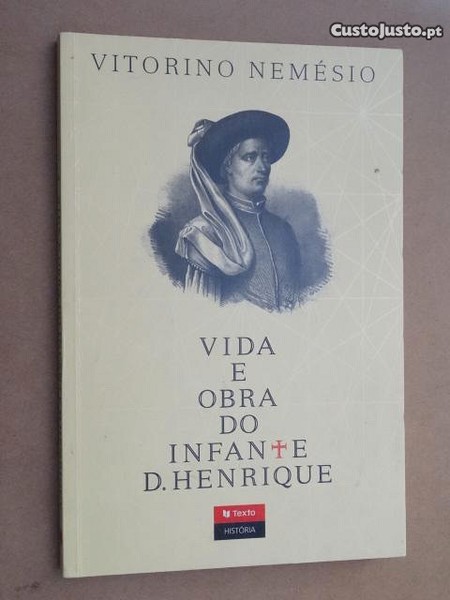 CustoJusto.pt
VITORINO NEMÉSIO
VIDA
E
OBRA
DO
INFANTE
D. HENRIQUE
Texto
HISTÓRIA